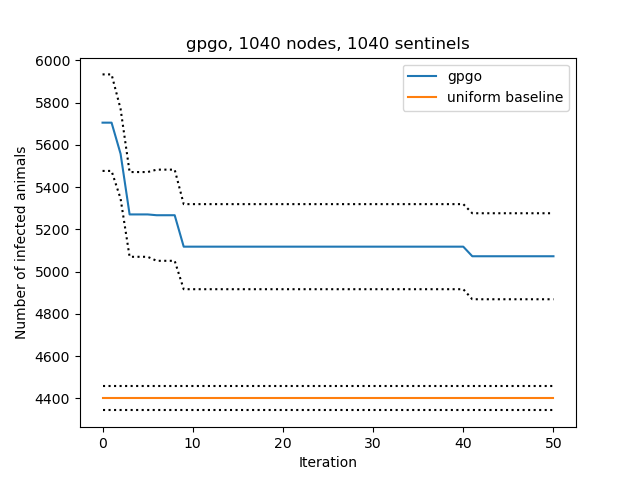 gpgo, 1040 nodes, 1040 sentinels
gpgo
uniform baseline
Number of infected animals
6000
5800
5600
5400
5200
5000
4800
4600
4400
0 10 20 30 40 50
Iteration